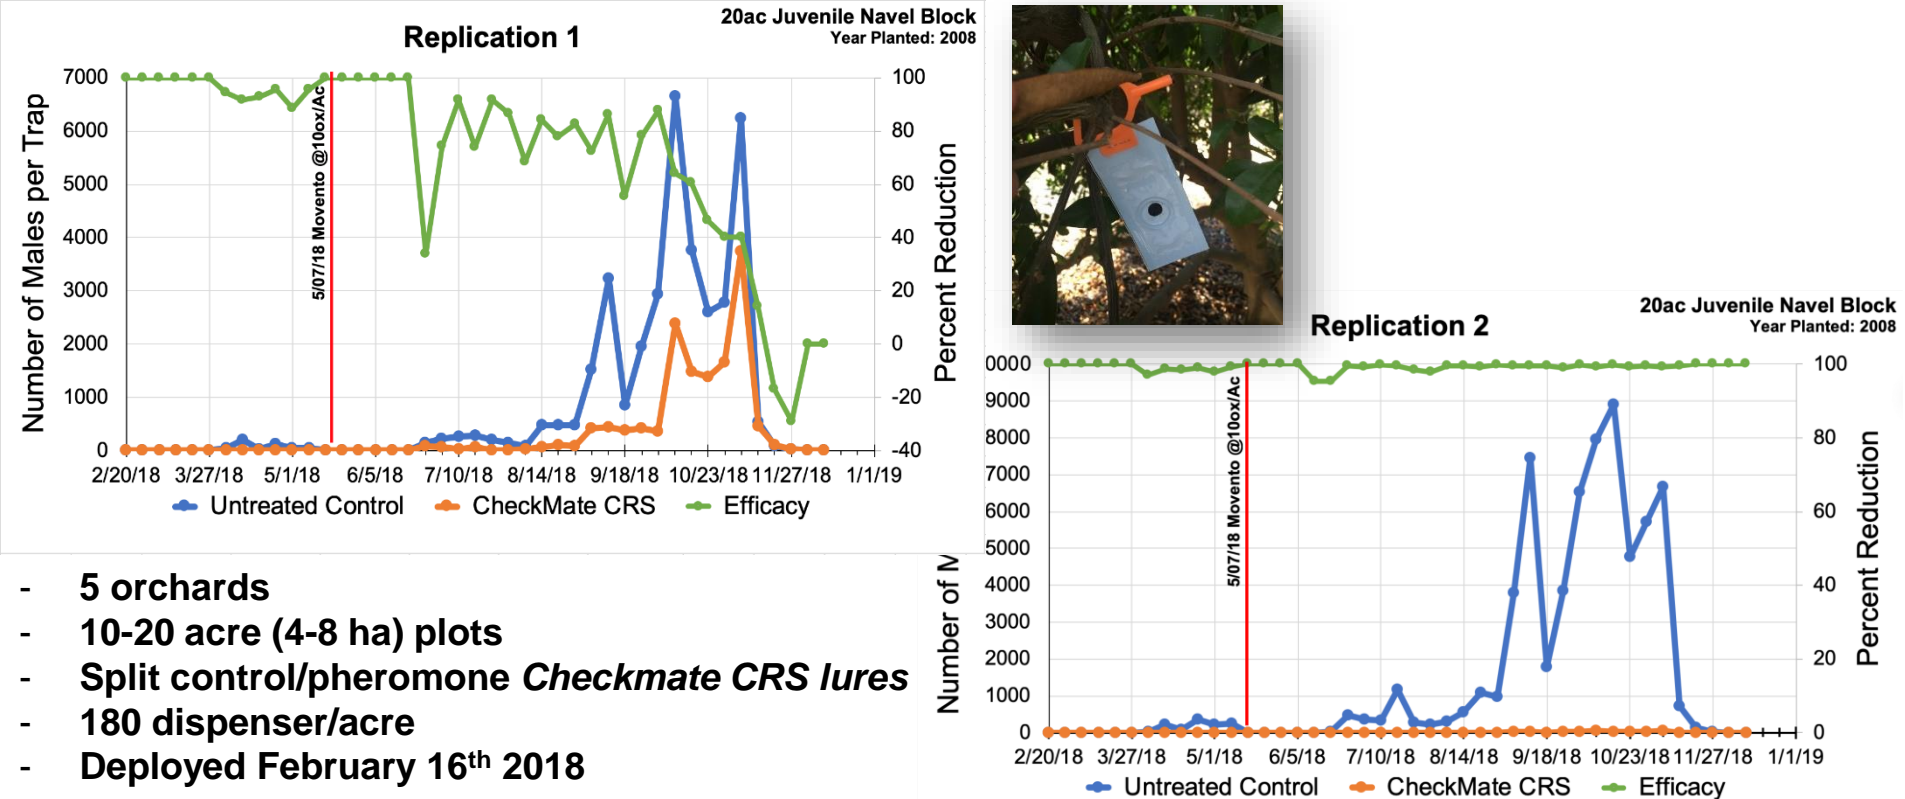 20ac Juvenile Navel Block
Year Planted: 2008
Replication 1
Number of Males per Trap
7000
6000
5000
4000
3000
2000
1000
0
5/07/18 Movento @10ox/Ac
100
80
60
40
20
0
-20
-40
Percent Reduction
2/20/18 3/27/18 5/1/18 6/5/18 7/10/18 8/14/18 9/18/18 10/23/18 11/27/18 1/1/19
Untreated Control CheckMate CRS Efficacy
- 5 orchards
- 10-20 acre (4-8 ha) plots
- Split control/pheromone Checkmate CRS lures
- 180 dispenser/acre
- Deployed February 16th 2018
20ac Juvenile Navel Block
Year Planted: 2008
Replication 2
Number of M
0000
9000
8000
7000
6000
5000
4000
3000
2000
1000
0
5/07/18 Movento @10ox/Ac
100
80
60
40
20
0
Percent Reduction
2/20/18 3/27/18 5/1/18 6/5/18 7/10/18 8/14/18 9/18/18 10/23/18 11/27/18 1/1/19
Untreated Control CheckMate CRS Efficacy